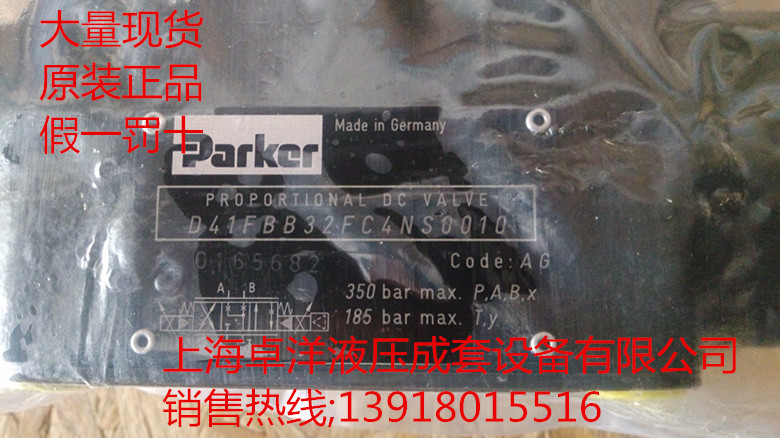 大量现货
原装正品
假一罚十
Parker
Made in Germany
PROPORTIONAL DC VALVE
D41FBB32FC4NS0010
0165682
Code: AG
A B
350 bar max. P,A,B,x
185 bar max. T,y
上海卓洋液压成套设备有限公司
销售热线;13918015516